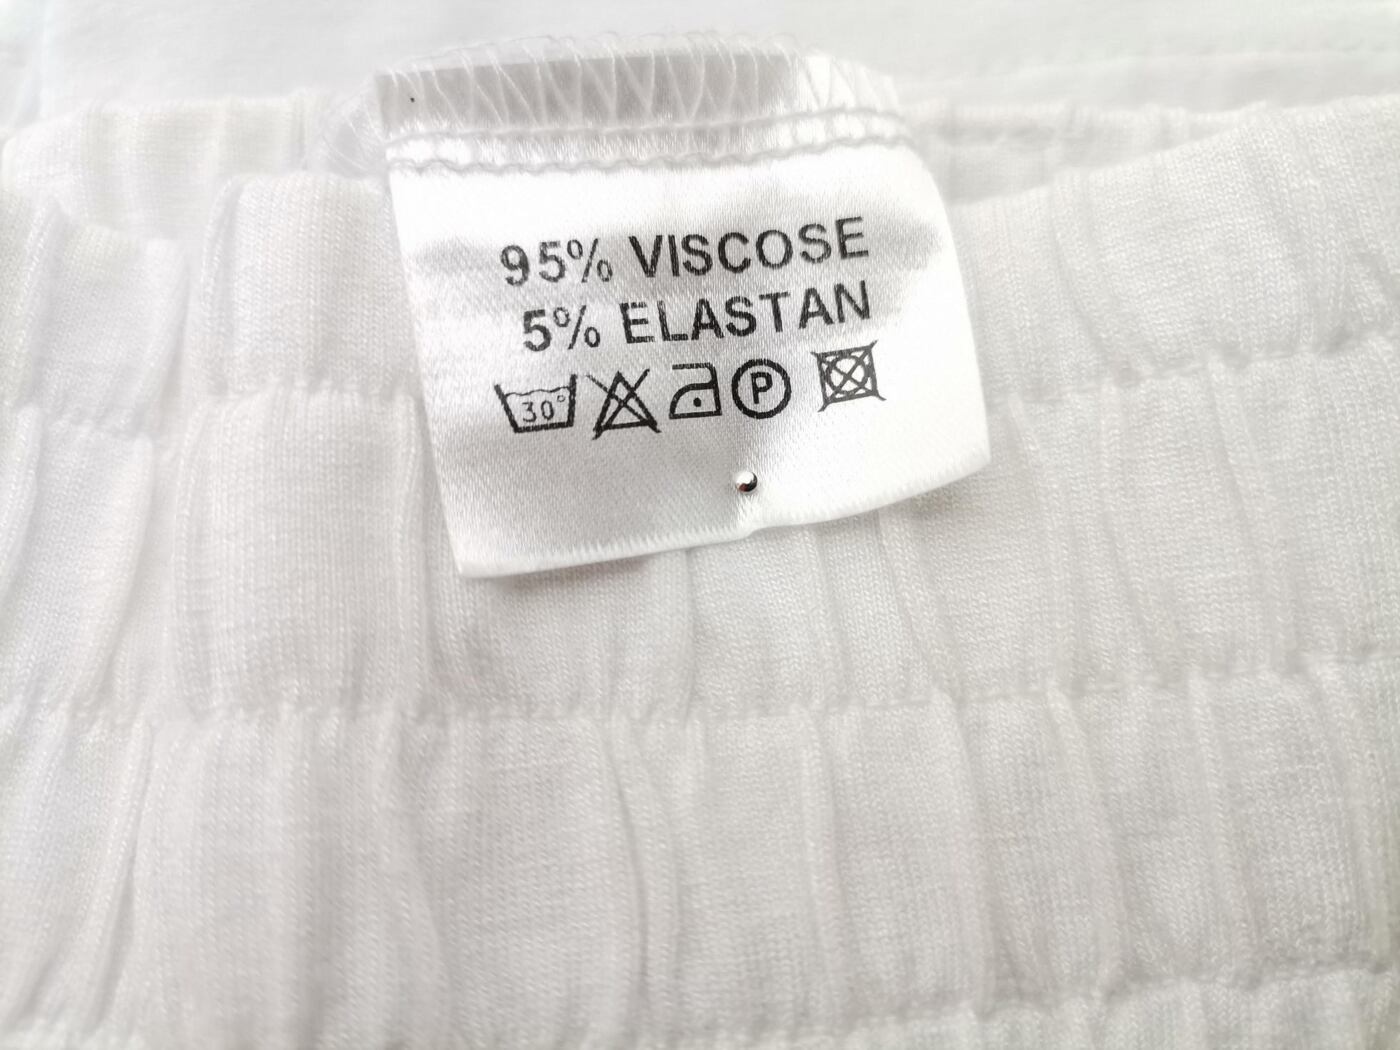 95% VISCOSE
5% ELASTAN
30° P